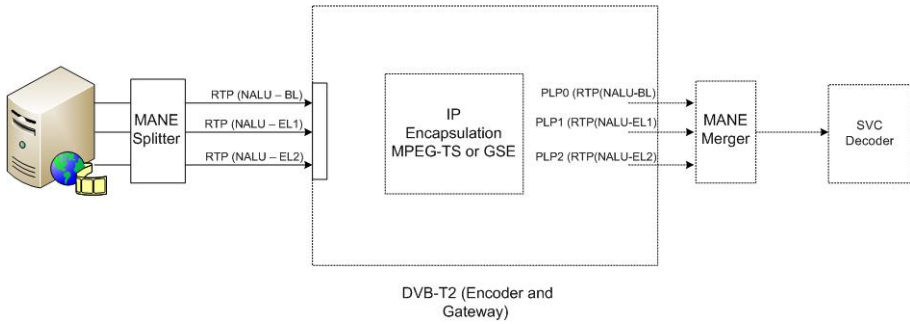 MANE
Splitter
RTP (NALU – BL)
RTP (NALU – EL1)
RTP (NALU – EL2)
IP
Encapsulation
MPEG-TS or GSE
PLP0 (RTP(NALU-BL)
PLP1 (RTP(NALU-EL1)
PLP2 (RTP(NALU-EL2)
MANE
Merger
SVC
Decoder
DVB-T2 (Encoder and
Gateway)